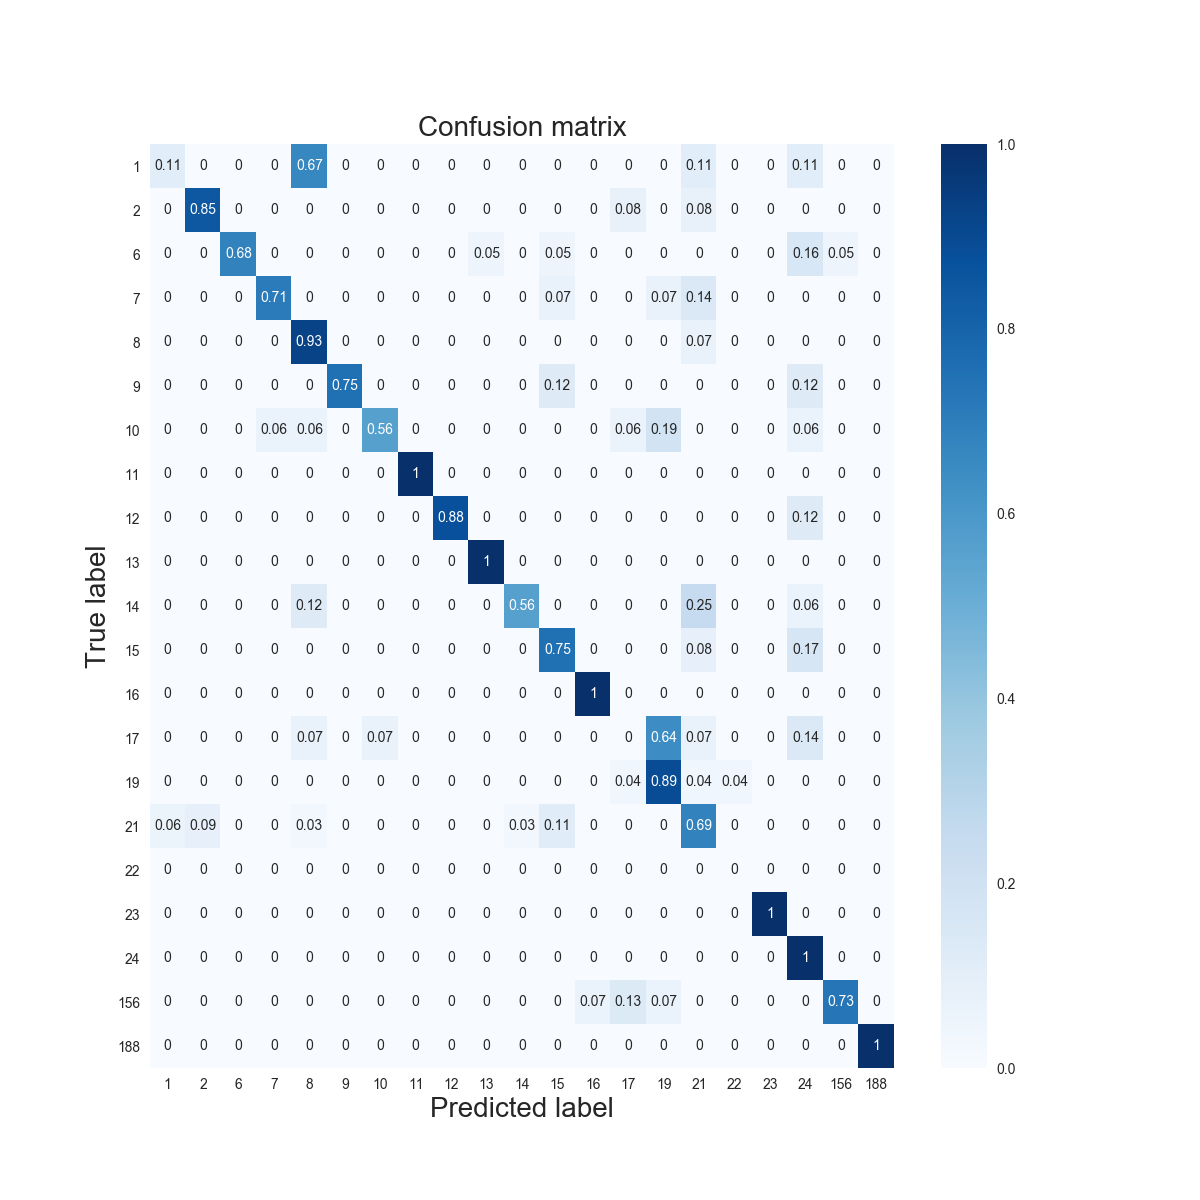 Confusion matrix
1 0.11 0 0 0 0.67 0 0 0 0 0 0 0 0 0 0 0.11 0 0 0.11 0 0
2 0 0.85 0 0 0 0 0 0 0 0 0 0 0 0.08 0 0.08 0 0 0 0 0
6 0 0 0.68 0 0 0 0 0 0 0.05 0 0.05 0 0 0 0 0 0 0.16 0.05 0
7 0 0 0 0.71 0 0 0 0 0 0 0 0.07 0 0 0.07 0.14 0 0 0 0 0
8 0 0 0 0 0.93 0 0 0 0 0 0 0 0 0 0 0.07 0 0 0 0 0
9 0 0 0 0 0 0.75 0 0 0 0 0 0.12 0 0 0 0 0 0 0.12 0 0
10 0 0 0 0.06 0.06 0 0.56 0 0 0 0 0 0 0.06 0.19 0 0 0 0.06 0 0
11 0 0 0 0 0 0 0 1 0 0 0 0 0 0 0 0 0 0 0 0 0
12 0 0 0 0 0 0 0 0 0.88 0 0 0 0 0 0 0 0 0 0.12 0 0
13 0 0 0 0 0 0 0 0 0 1 0 0 0 0 0 0 0 0 0 0 0
14 0 0 0 0 0.12 0 0 0 0 0 0.56 0 0 0 0 0.25 0 0 0.06 0 0
15 0 0 0 0 0 0 0 0 0 0 0 0.75 0 0 0 0.08 0 0 0.17 0 0
16 0 0 0 0 0 0 0 0 0 0 0 0 1 0 0 0 0 0 0 0 0
17 0 0 0 0 0.07 0 0.07 0 0 0 0 0 0 0 0.64 0.07 0 0 0.14 0 0
19 0 0 0 0 0 0 0 0 0 0 0 0 0 0.04 0.89 0.04 0.04 0 0 0 0
21 0.06 0.09 0 0 0.03 0 0 0 0 0 0.03 0.11 0 0 0 0.69 0 0 0 0 0
22 0 0 0 0 0 0 0 0 0 0 0 0 0 0 0 0 0 0 0 0 0
23 0 0 0 0 0 0 0 0 0 0 0 0 0 0 0 0 0 1 0 0 0
24 0 0 0 0 0 0 0 0 0 0 0 0 0 0 0 0 0 0 1 0 0
156 0 0 0 0 0 0 0 0 0 0 0 0 0.07 0.13 0.07 0 0 0 0 0.73 0
188 0 0 0 0 0 0 0 0 0 0 0 0 0 0 0 0 0 0 0 0 1
1 2 6 7 8 9 10 11 12 13 14 15 16 17 19 21 22 23 24 156 188
Predicted label
True label
1.0
0.8
0.6
0.4
0.2
0.0